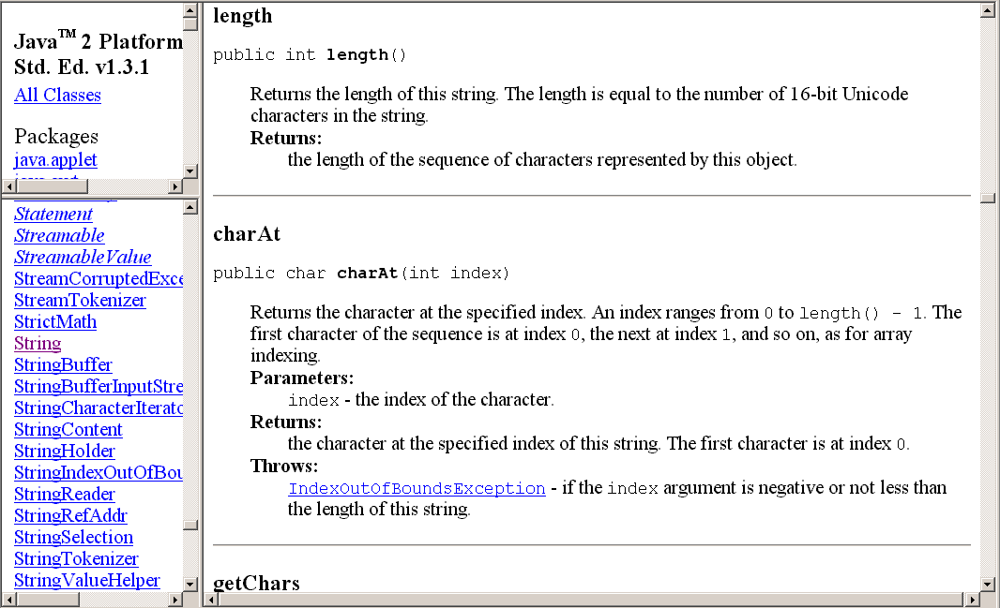 Java™ 2 Platform
Std. Ed. v1.3.1
All Classes
Packages
java.applet
Statement
Streamable
StreamableValue
StreamCorruptedExce
StreamTokenizer
StrictMath
String
StringBuffer
StringBufferInputStre
StringCharacterIterato
StringContent
StringHolder
StringIndexOutOfBou
StringReader
StringRefAddr
StringSelection
StringTokenizer
StringValueHelper
length
public int length()
Returns the length of this string. The length is equal to the number of 16-bit Unicode
characters in the string.
Returns:
the length of the sequence of characters represented by this object.
charAt
public char charAt(int index)
Returns the character at the specified index. An index ranges from 0 to length() - 1. The
first character of the sequence is at index 0, the next at index 1, and so on, as for array
indexing.
Parameters:
index - the index of the character.
Returns:
the character at the specified index of this string. The first character is at index 0.
Throws:
IndexOutOfBoundsException - if the index argument is negative or not less than
the length of this string.
getChars